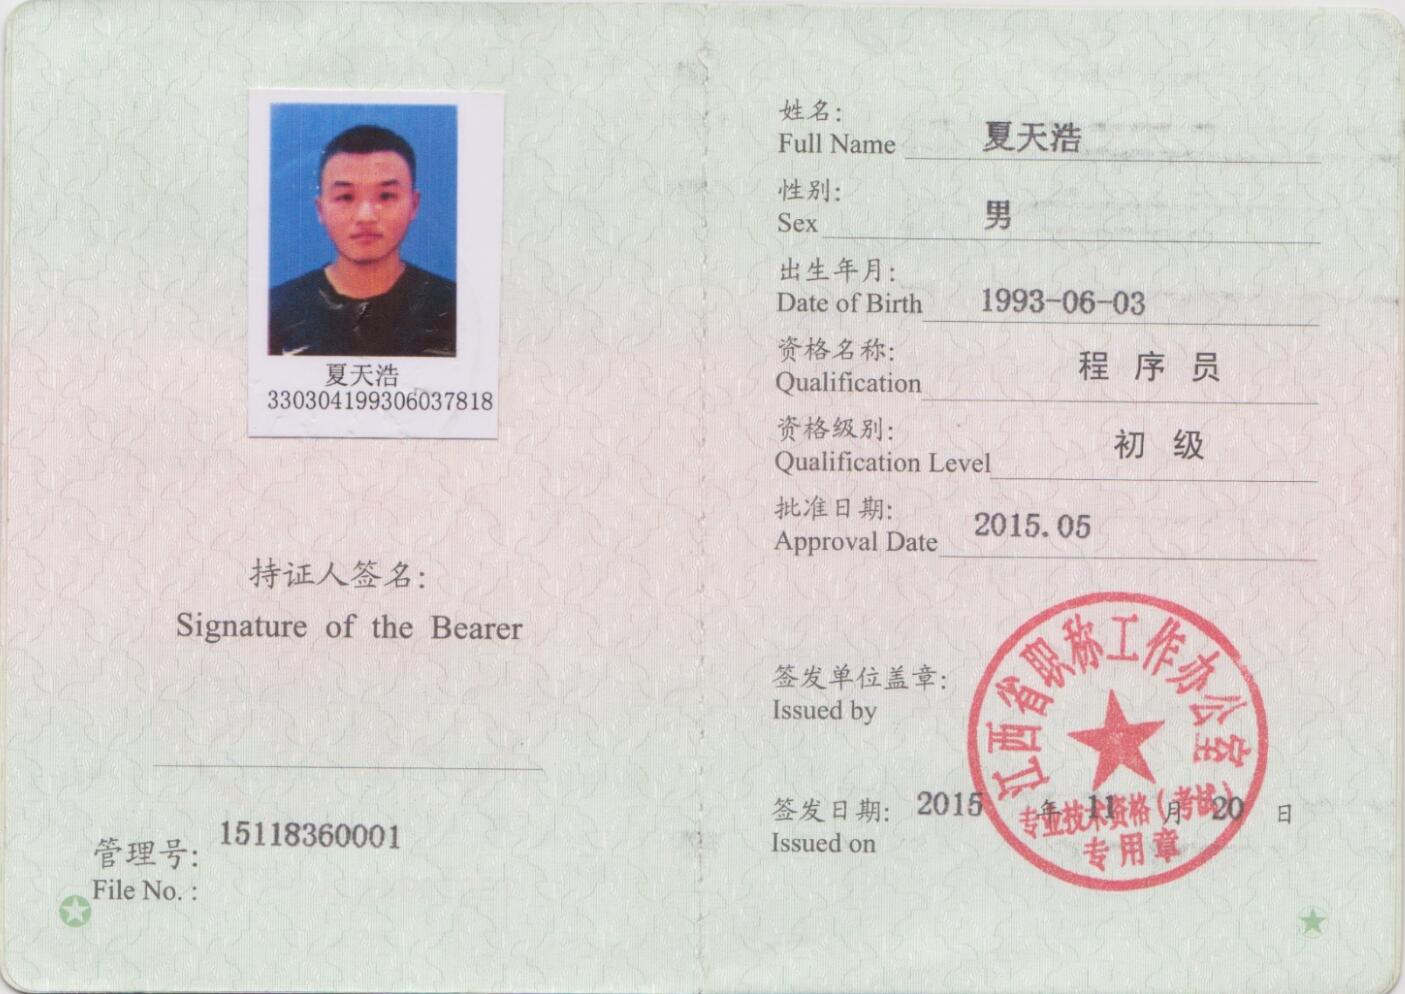 夏天浩
330304199306037818
持证人签名：
Signature of the Bearer
管理号：
File No. :
15118360001
姓名：
Full Name
夏天浩
性别：
Sex
男
出生年月：
Date of Birth
1993-06-03
资格名称：
Qualification
程 序 员
资格级别：
Qualification Level
初 级
批准日期：
Approval Date
2015.05
签发单位盖章：
Issued by
江西省职称工作办公室
专业技术资格（考试）
专用章
签发日期： 2015 年 11 月 20 日
Issued on